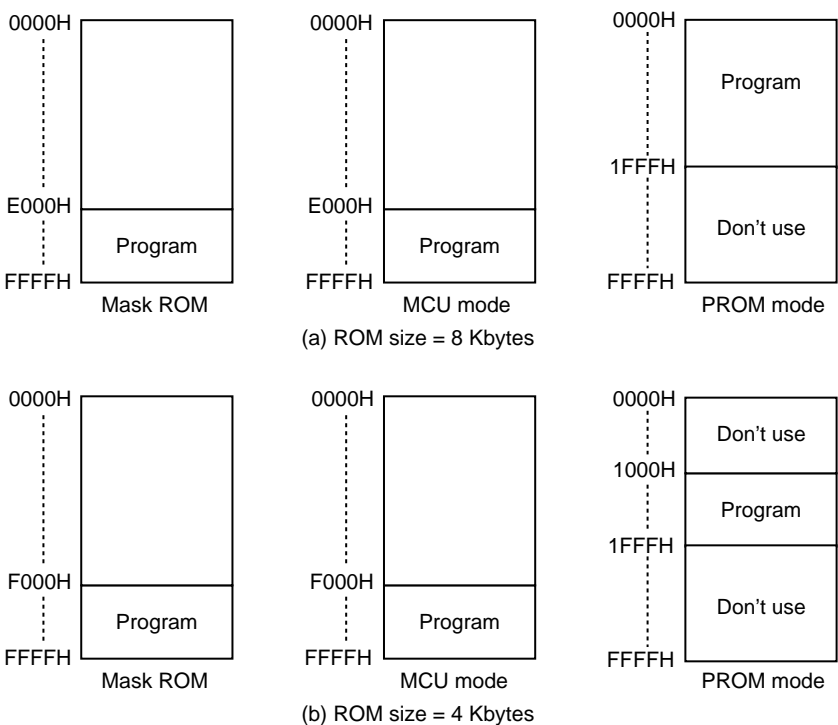 0000H
E000H
Program
FFFFH
Mask ROM
0000H
E000H
Program
FFFFH
MCU mode
0000H
Program
1FFFH
Don't use
FFFFH
PROM mode
(a) ROM size = 8 Kbytes
0000H
F000H
Program
FFFFH
Mask ROM
0000H
F000H
Program
FFFFH
MCU mode
0000H
Don't use
1000H
Program
1FFFH
Don't use
FFFFH
PROM mode
(b) ROM size = 4 Kbytes